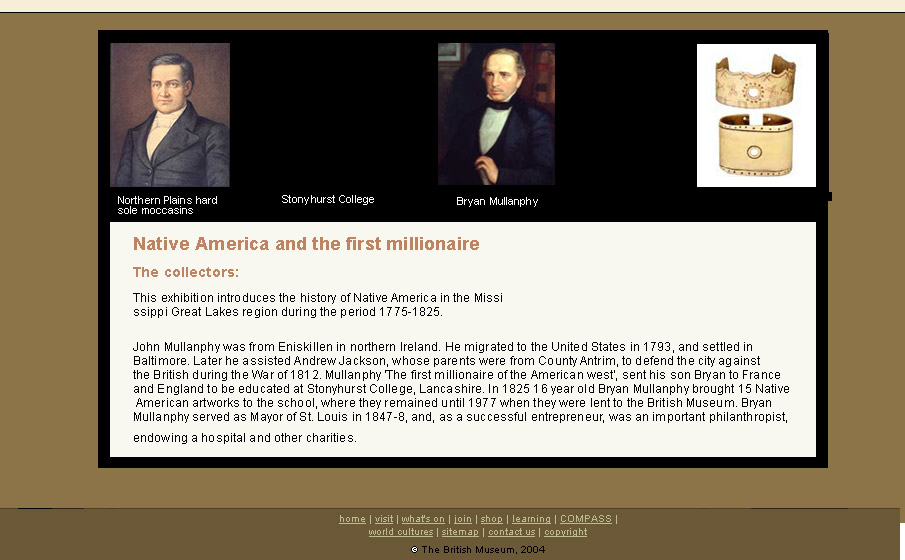 Northern Plains hard
sole moccasins
Stonyhurst College
Bryan Mullanphy
Native America and the first millionaire
The collectors:
This exhibition introduces the history of Native America in the Missi
ssippi Great Lakes region during the period 1775-1825.
John Mullanphy was from Eniskillen in northern Ireland. He migrated to the United States in 1793, and settled in
Baltimore. Later he assisted Andrew Jackson, whose parents were from County Antrim, to defend the city against
the British during the War of 1812. Mullanphy 'The first millionaire of the American west', sent his son Bryan to France
and England to be educated at Stonyhurst College, Lancashire. In 1825 16 year old Bryan Mullanphy brought 15 Native
American artworks to the school, where they remained until 1977 when they were lent to the British Museum. Bryan
Mullanphy served as Mayor of St. Louis in 1847-8, and, as a successful entrepreneur, was an important philanthropist,
endowing a hospital and other charities.
home | visit | what's on | join | shop | learning | COMPASS |
world cultures | sitemap | contact us | copyright
© The British Museum, 2004